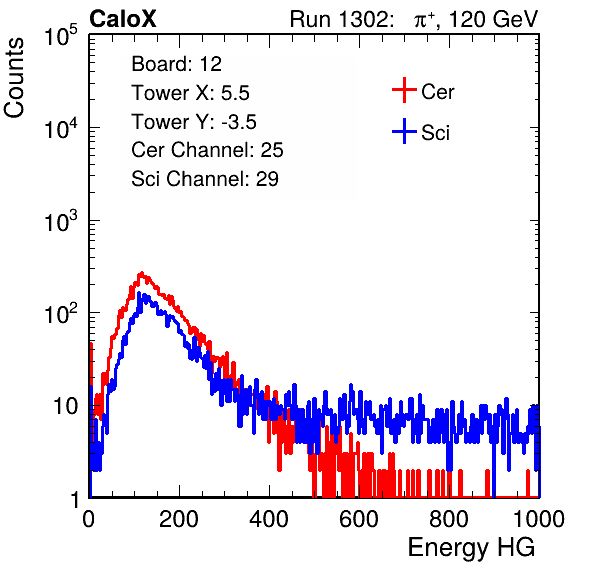 CaloX Run 1302: π⁺, 120 GeV
Counts
10⁵
10⁴
10³
10²
10
1
Board: 12
Tower X: 5.5
Tower Y: -3.5
Cer Channel: 25
Sci Channel: 29
Cer
Sci
0 200 400 600 800 1000
Energy HG